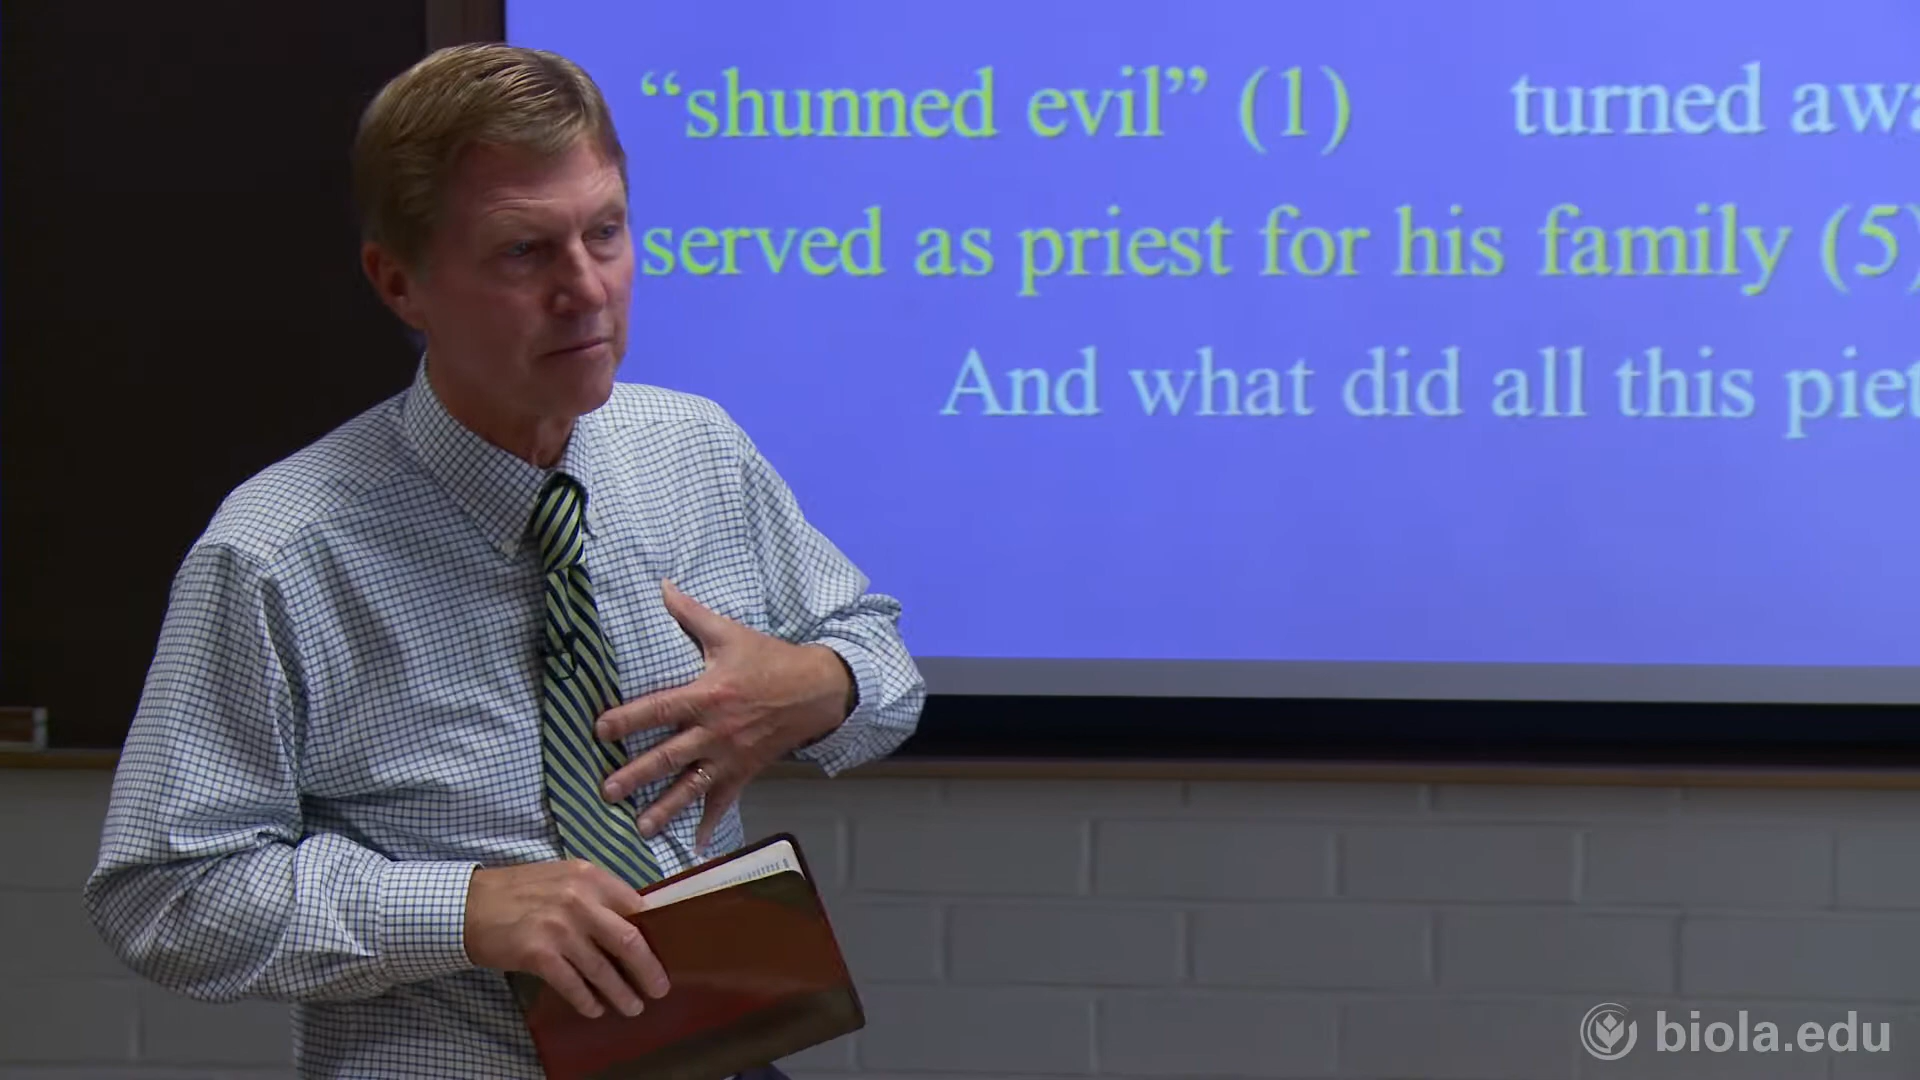 “shunned evil” (1) turned awa
served as priest for his family (5)
And what did all this piet
biola.edu